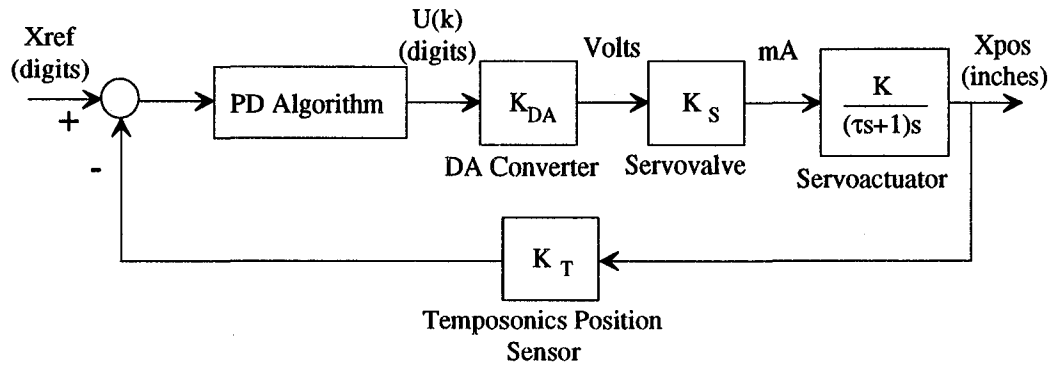 Xref
(digits)
+
-
PD Algorithm
U(k)
(digits)
K_DA
DA Converter
Volts
K_S
Servovalve
mA
K
(τs+1)s
Servoactuator
Xpos
(inches)
K_T
Temposonics Position
Sensor